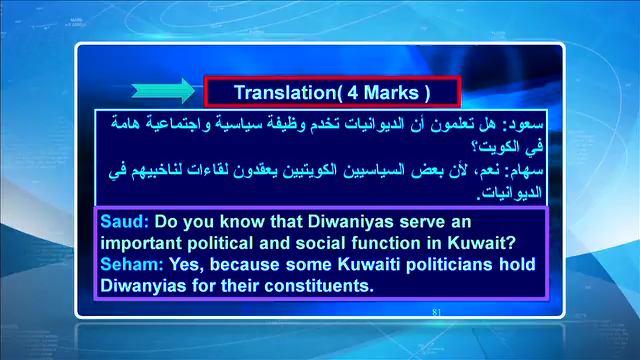 Translation( 4 Marks )
سعود: هل تعلمون أن الديوانيات تخدم وظيفة سياسية واجتماعية هامة
في الكويت؟
سهام: نعم، لأن بعض السياسيين الكويتيين يعقدون لقاءات لناخبيهم في
الديوانيات.
Saud: Do you know that Diwaniyas serve an
important political and social function in Kuwait?
Seham: Yes, because some Kuwaiti politicians hold
Diwanyias for their constituents.
81